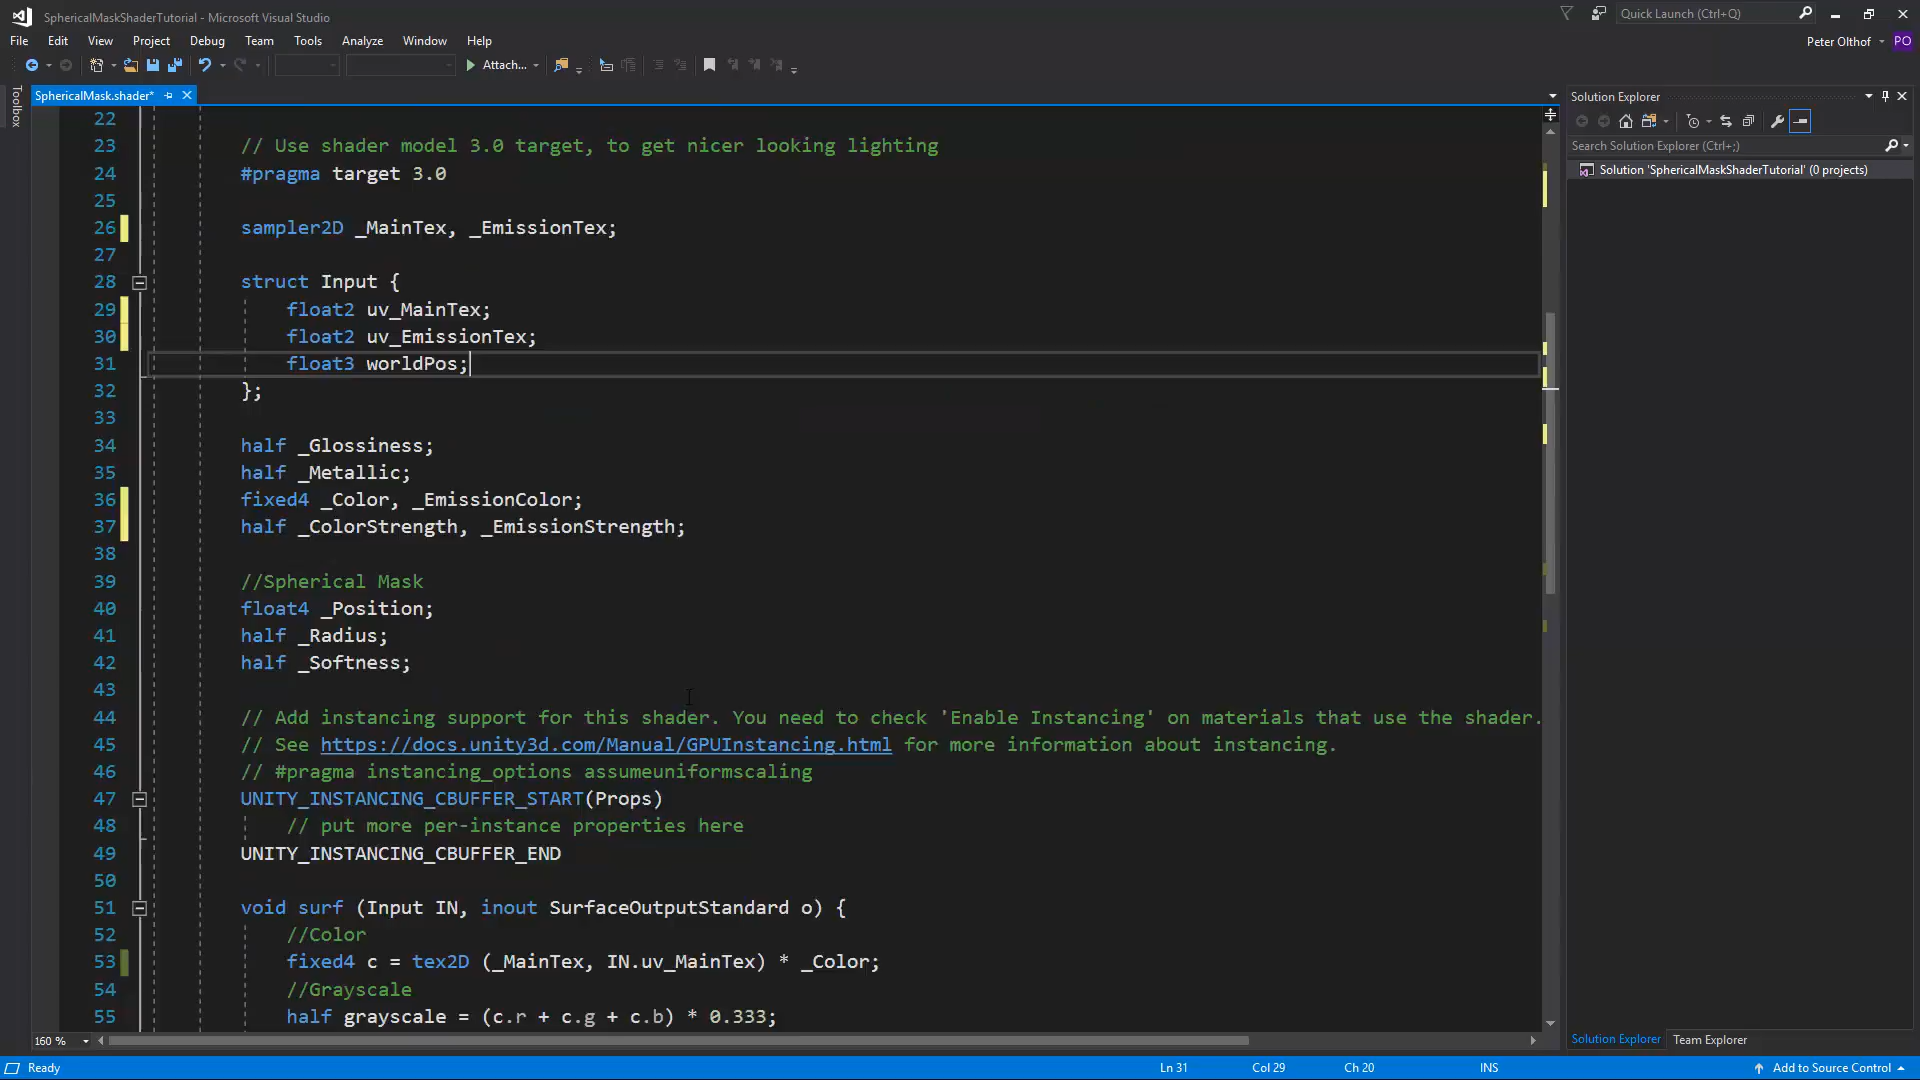 SphericalMaskShaderTutorial - Microsoft Visual Studio
Quick Launch (Ctrl+Q)
File Edit View Project Debug Team Tools Analyze Window Help
Peter Olthof PO
Attach...
Toolbox
SphericalMask.shader*
22
23 // Use shader model 3.0 target, to get nicer looking lighting
24 #pragma target 3.0
25
26 sampler2D _MainTex, _EmissionTex;
27
28 struct Input {
29 float2 uv_MainTex;
30 float2 uv_EmissionTex;
31 float3 worldPos;
32 };
33
34 half _Glossiness;
35 half _Metallic;
36 fixed4 _Color, _EmissionColor;
37 half _ColorStrength, _EmissionStrength;
38
39 //Spherical Mask
40 float4 _Position;
41 half _Radius;
42 half _Softness;
43
44 // Add instancing support for this shader. You need to check 'Enable Instancing' on materials that use the shader.
45 // See https://docs.unity3d.com/Manual/GPUInstancing.html for more information about instancing.
46 // #pragma instancing_options assumeuniformscaling
47 UNITY_INSTANCING_CBUFFER_START(Props)
48 // put more per-instance properties here
49 UNITY_INSTANCING_CBUFFER_END
50
51 void surf (Input IN, inout SurfaceOutputStandard o) {
52 //Color
53 fixed4 c = tex2D (_MainTex, IN.uv_MainTex) * _Color;
54 //Grayscale
55 half grayscale = (c.r + c.g + c.b) * 0.333;
160 %
Solution Explorer
Search Solution Explorer (Ctrl+;)
Solution 'SphericalMaskShaderTutorial' (0 projects)
Solution Explorer Team Explorer
Ready Ln 31 Col 29 Ch 20 INS Add to Source Control